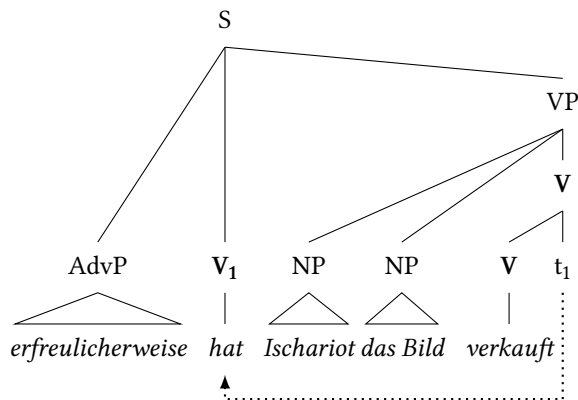 S
VP
V
AdvP V₁ NP NP V t₁
erfreulicherweise hat Ischariot das Bild verkauft